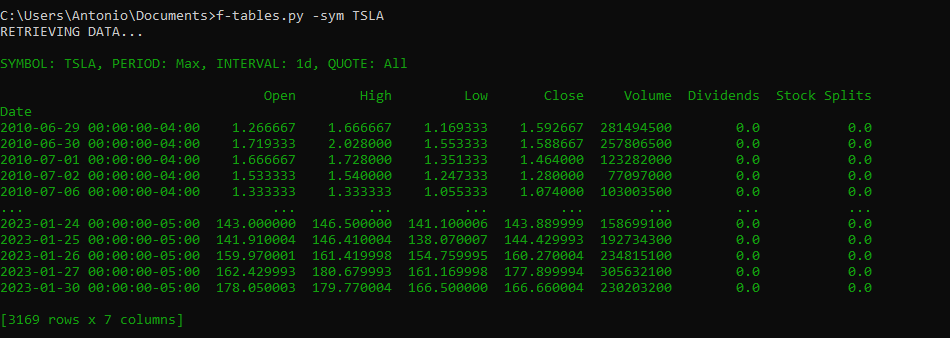 C:\Users\Antonio\Documents>f-tables.py -sym TSLA
RETRIEVING DATA...
SYMBOL: TSLA, PERIOD: Max, INTERVAL: 1d, QUOTE: All
Open High Low Close Volume Dividends Stock Splits
Date
2010-06-29 00:00:00-04:00 1.266667 1.666667 1.169333 1.592667 281494500 0.0 0.0
2010-06-30 00:00:00-04:00 1.719333 2.028000 1.553333 1.588667 257806500 0.0 0.0
2010-07-01 00:00:00-04:00 1.666667 1.728000 1.351333 1.464000 123282000 0.0 0.0
2010-07-02 00:00:00-04:00 1.533333 1.540000 1.247333 1.280000 77097000 0.0 0.0
2010-07-06 00:00:00-04:00 1.333333 1.333333 1.055333 1.074000 103003500 0.0 0.0
... ... ... ... ... ... ... ...
2023-01-24 00:00:00-05:00 143.000000 146.500000 141.100006 143.889999 158699100 0.0 0.0
2023-01-25 00:00:00-05:00 141.910004 146.410004 138.070007 144.429993 192734300 0.0 0.0
2023-01-26 00:00:00-05:00 159.970001 161.419998 154.759995 160.270004 234815100 0.0 0.0
2023-01-27 00:00:00-05:00 162.429993 180.679993 161.169998 177.899994 305632100 0.0 0.0
2023-01-30 00:00:00-05:00 178.050003 179.770004 166.500000 166.660004 230203200 0.0 0.0
[3169 rows x 7 columns]